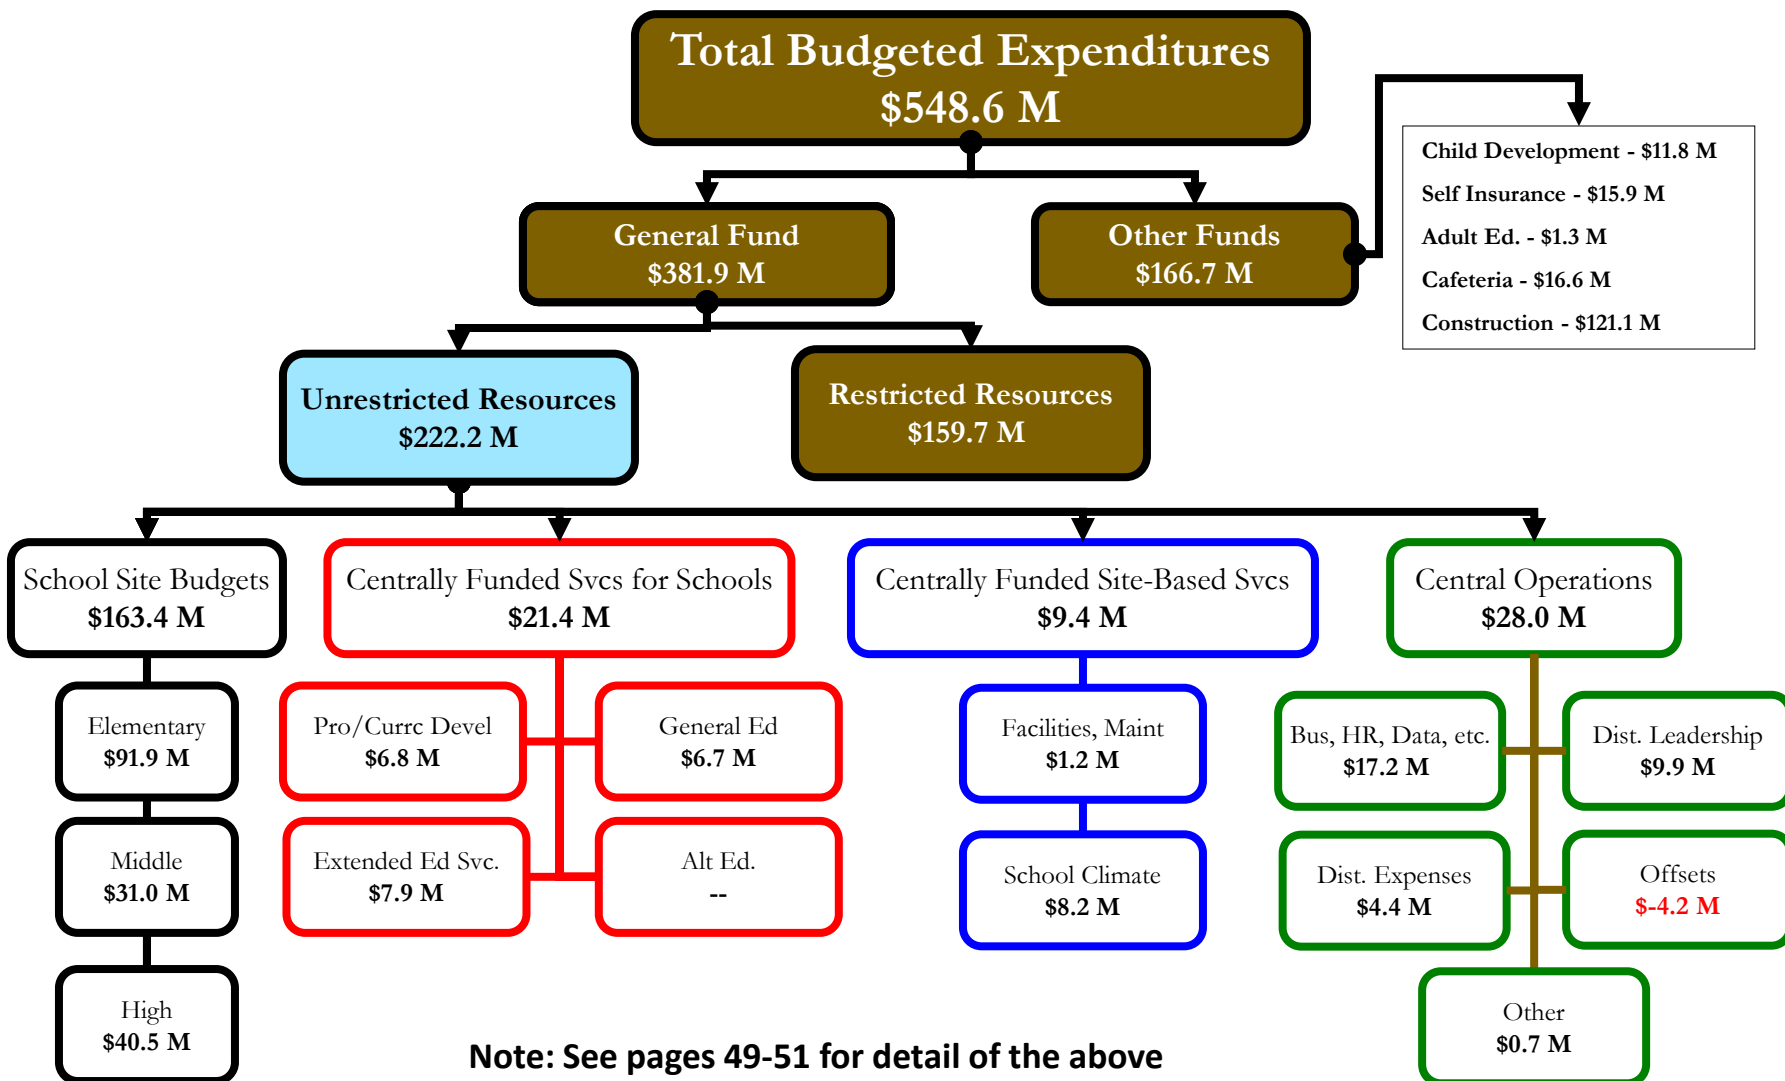 Total Budgeted Expenditures
$548.6 M
Child Development - $11.8 M
Self Insurance - $15.9 M
Adult Ed. - $1.3 M
Cafeteria - $16.6 M
Construction - $121.1 M
General Fund
$381.9 M
Other Funds
$166.7 M
Unrestricted Resources
$222.2 M
Restricted Resources
$159.7 M
School Site Budgets
$163.4 M
Centrally Funded Svcs for Schools
$21.4 M
Centrally Funded Site-Based Svcs
$9.4 M
Central Operations
$28.0 M
Elementary
$91.9 M
Pro/Currc Devel
$6.8 M
General Ed
$6.7 M
Facilities, Maint
$1.2 M
Bus, HR, Data, etc.
$17.2 M
Dist. Leadership
$9.9 M
Middle
$31.0 M
Extended Ed Svc.
$7.9 M
Alt Ed.
--
School Climate
$8.2 M
Dist. Expenses
$4.4 M
Offsets
$-4.2 M
High
$40.5 M
Other
$0.7 M
Note: See pages 49-51 for detail of the above